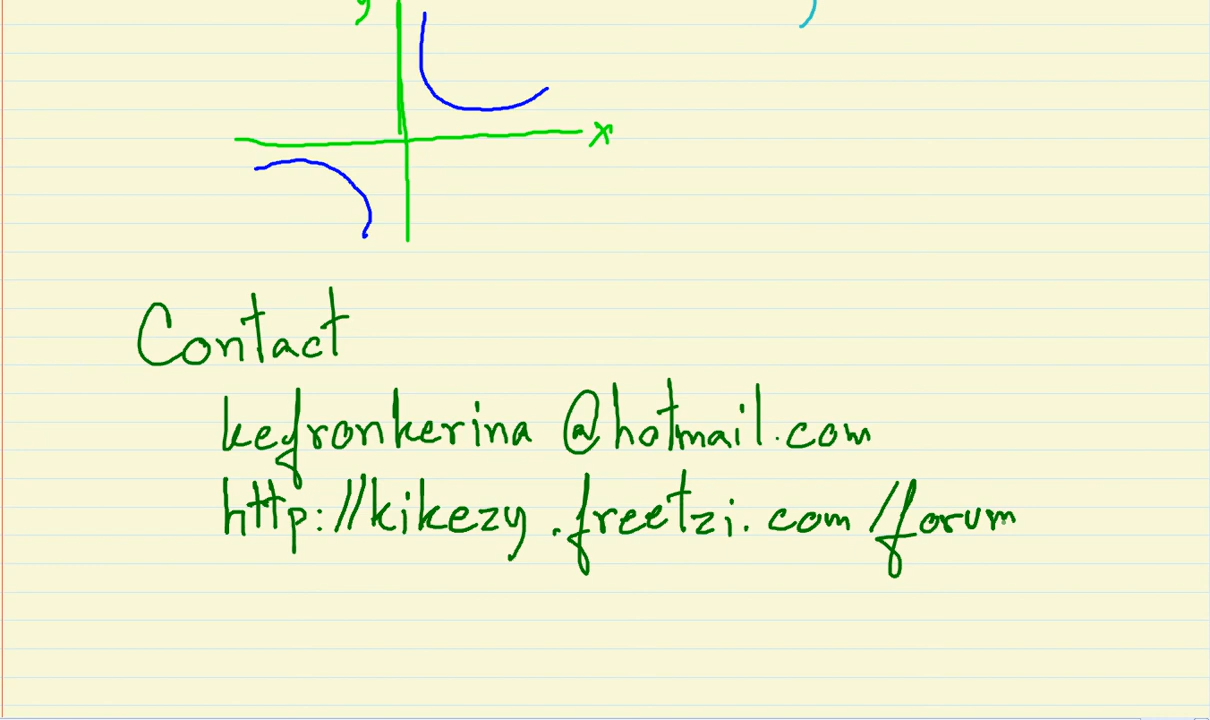 y
x
Contact
kefronkerina @hotmail.com
http://kikezy.freetzi.com/forum